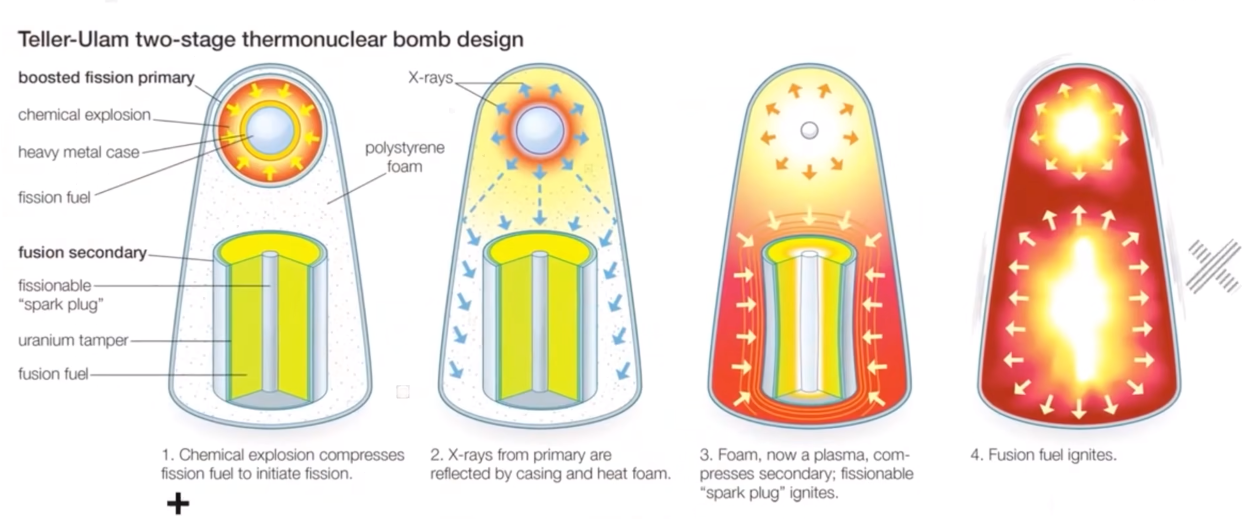 Teller-Ulam two-stage thermonuclear bomb design
boosted fission primary
chemical explosion
heavy metal case
fission fuel
fusion secondary
fissionable
“spark plug”
uranium tamper
fusion fuel
polystyrene
foam
X-rays
1. Chemical explosion compresses
fission fuel to initiate fission.
2. X-rays from primary are
reflected by casing and heat foam.
3. Foam, now a plasma, com-
presses secondary; fissionable
“spark plug” ignites.
4. Fusion fuel ignites.